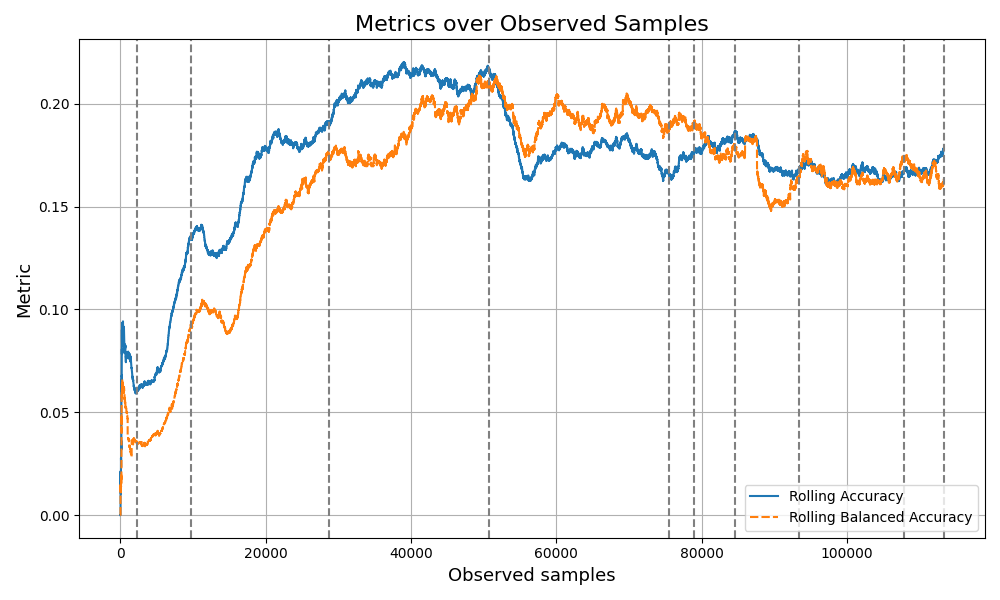 Metrics over Observed Samples
0.20
0.15
0.10
0.05
0.00
Metric
0
20000
40000
60000
80000
100000
Observed samples
Rolling Accuracy
Rolling Balanced Accuracy